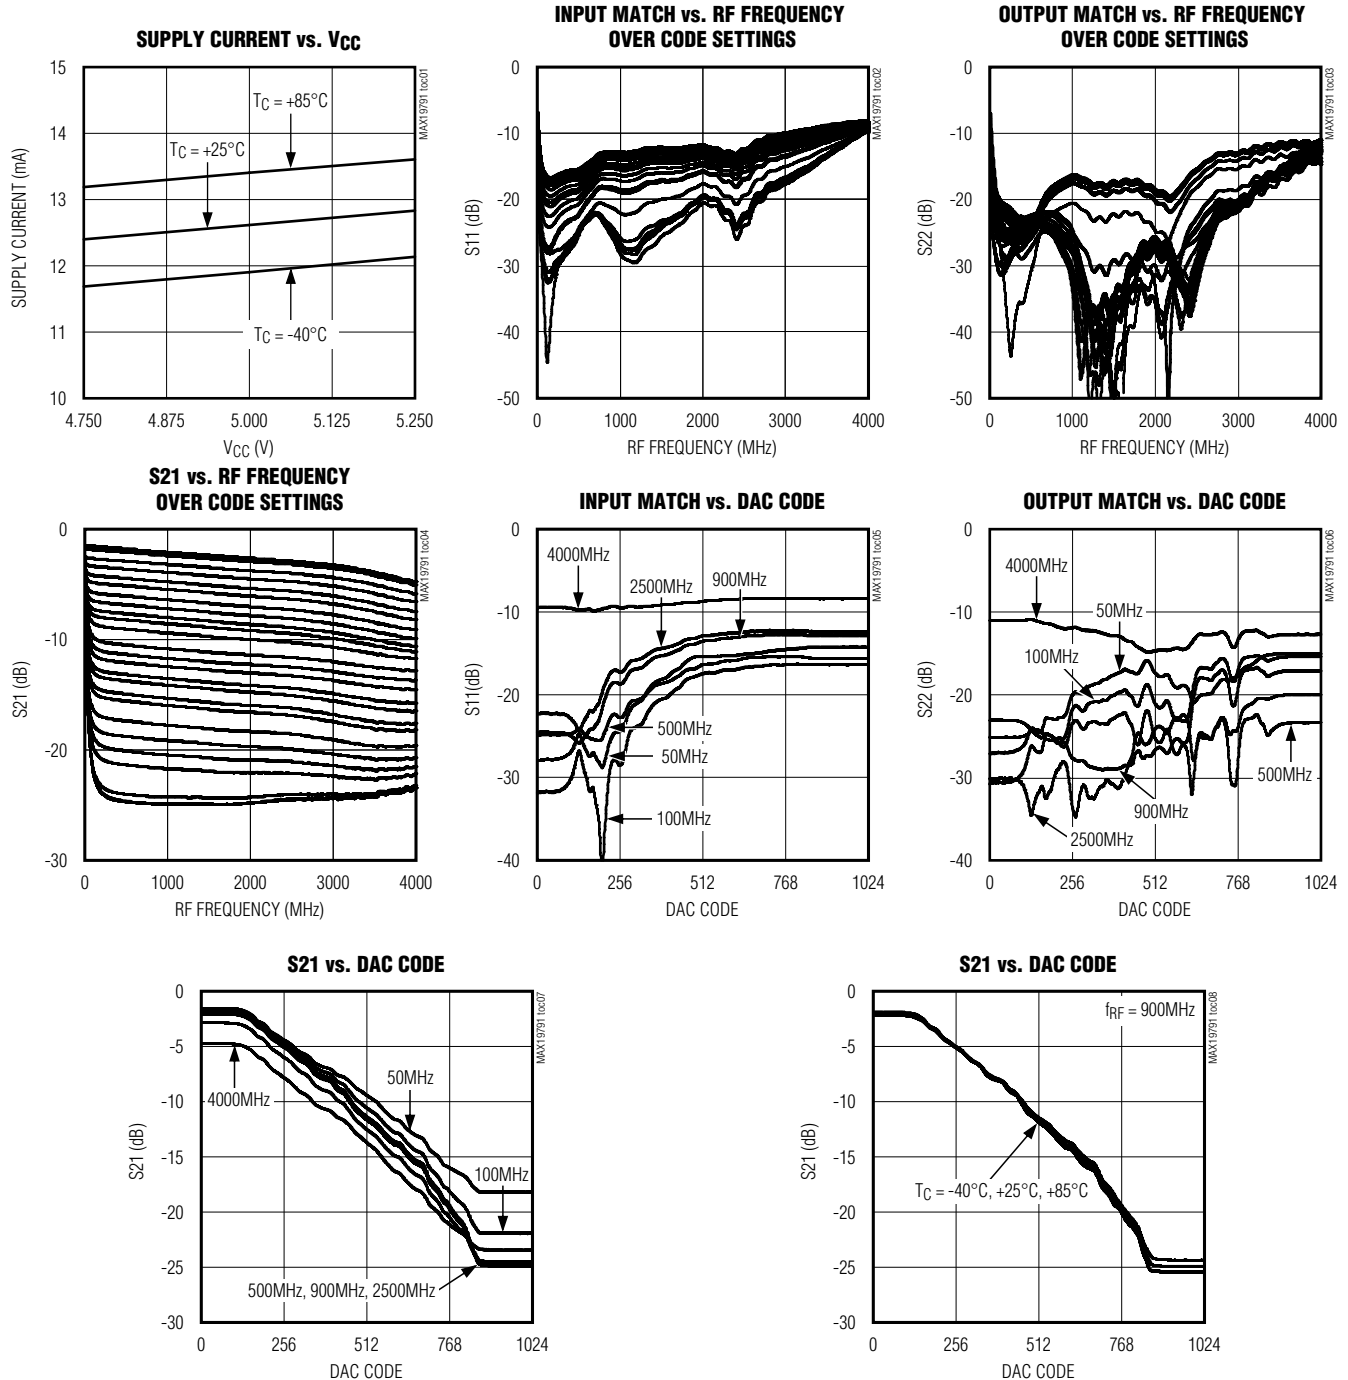 SUPPLY CURRENT vs. VCC
15
14
13
12
11
10
4.750 4.875 5.000 5.125 5.250
SUPPLY CURRENT (mA)
VCC (V)
TC = +85°C
TC = +25°C
TC = -40°C
MAX19791 toc01
INPUT MATCH vs. RF FREQUENCY
OVER CODE SETTINGS
0
-10
-20
-30
-40
-50
0 1000 2000 3000 4000
S11 (dB)
RF FREQUENCY (MHz)
MAX19791 toc02
OUTPUT MATCH vs. RF FREQUENCY
OVER CODE SETTINGS
0
-10
-20
-30
-40
-50
0 1000 2000 3000 4000
S22 (dB)
RF FREQUENCY (MHz)
MAX19791 toc03
S21 vs. RF FREQUENCY
OVER CODE SETTINGS
0
-10
-20
-30
0 1000 2000 3000 4000
S21 (dB)
RF FREQUENCY (MHz)
MAX19791 toc04
INPUT MATCH vs. DAC CODE
0
-10
-20
-30
-40
0 256 512 768 1024
S11(dB)
DAC CODE
4000MHz
2500MHz
900MHz
500MHz
50MHz
100MHz
MAX19791 toc05
OUTPUT MATCH vs. DAC CODE
0
-10
-20
-30
-40
0 256 512 768 1024
S22 (dB)
DAC CODE
4000MHz
50MHz
100MHz
500MHz
900MHz
2500MHz
MAX19791 toc06
S21 vs. DAC CODE
0
-5
-10
-15
-20
-25
-30
0 256 512 768 1024
S21 (dB)
DAC CODE
50MHz
4000MHz
100MHz
500MHz, 900MHz, 2500MHz
MAX19791 toc07
S21 vs. DAC CODE
0
-5
-10
-15
-20
-25
-30
0 256 512 768 1024
S21 (dB)
DAC CODE
fRF = 900MHz
TC = -40°C, +25°C, +85°C
MAX19791 toc08